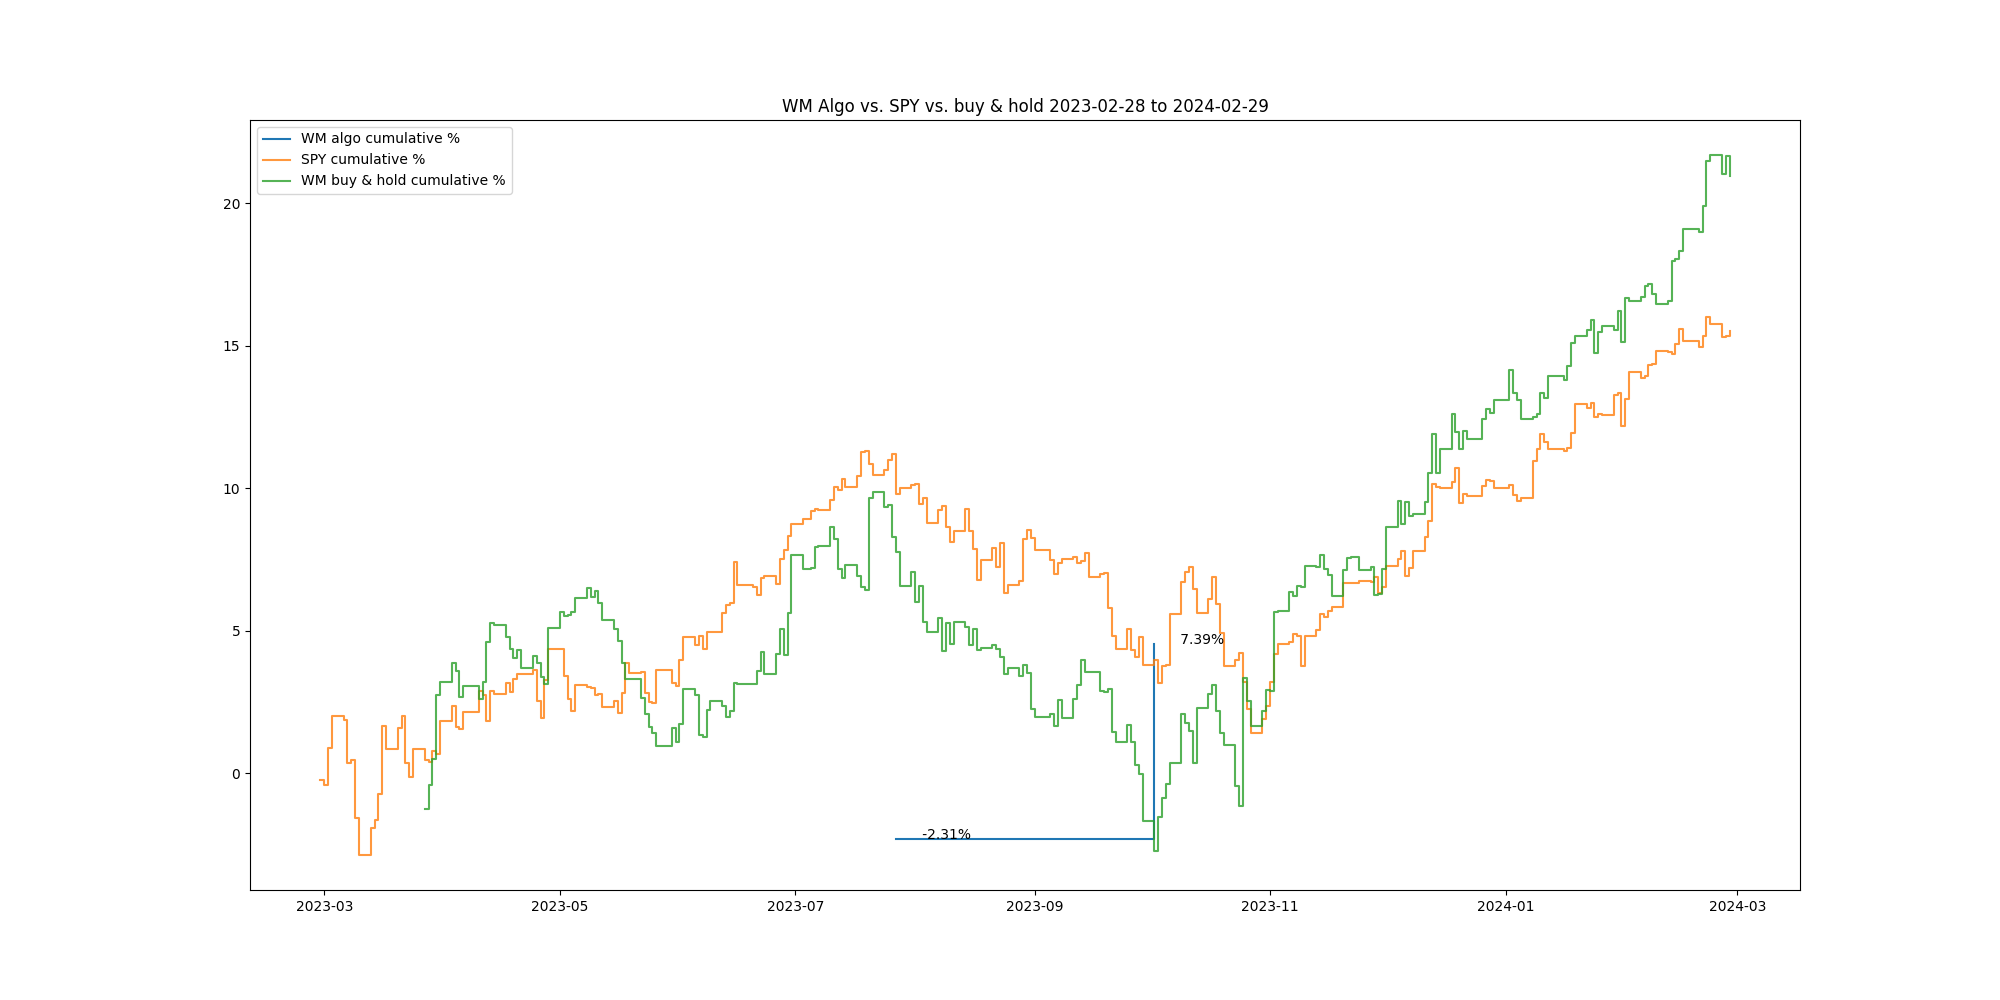 WM Algo vs. SPY vs. buy & hold 2023-02-28 to 2024-02-29
WM algo cumulative %
SPY cumulative %
WM buy & hold cumulative %
20
15
10
5
0
7.39%
-2.31%
2023-03 2023-05 2023-07 2023-09 2023-11 2024-01 2024-03